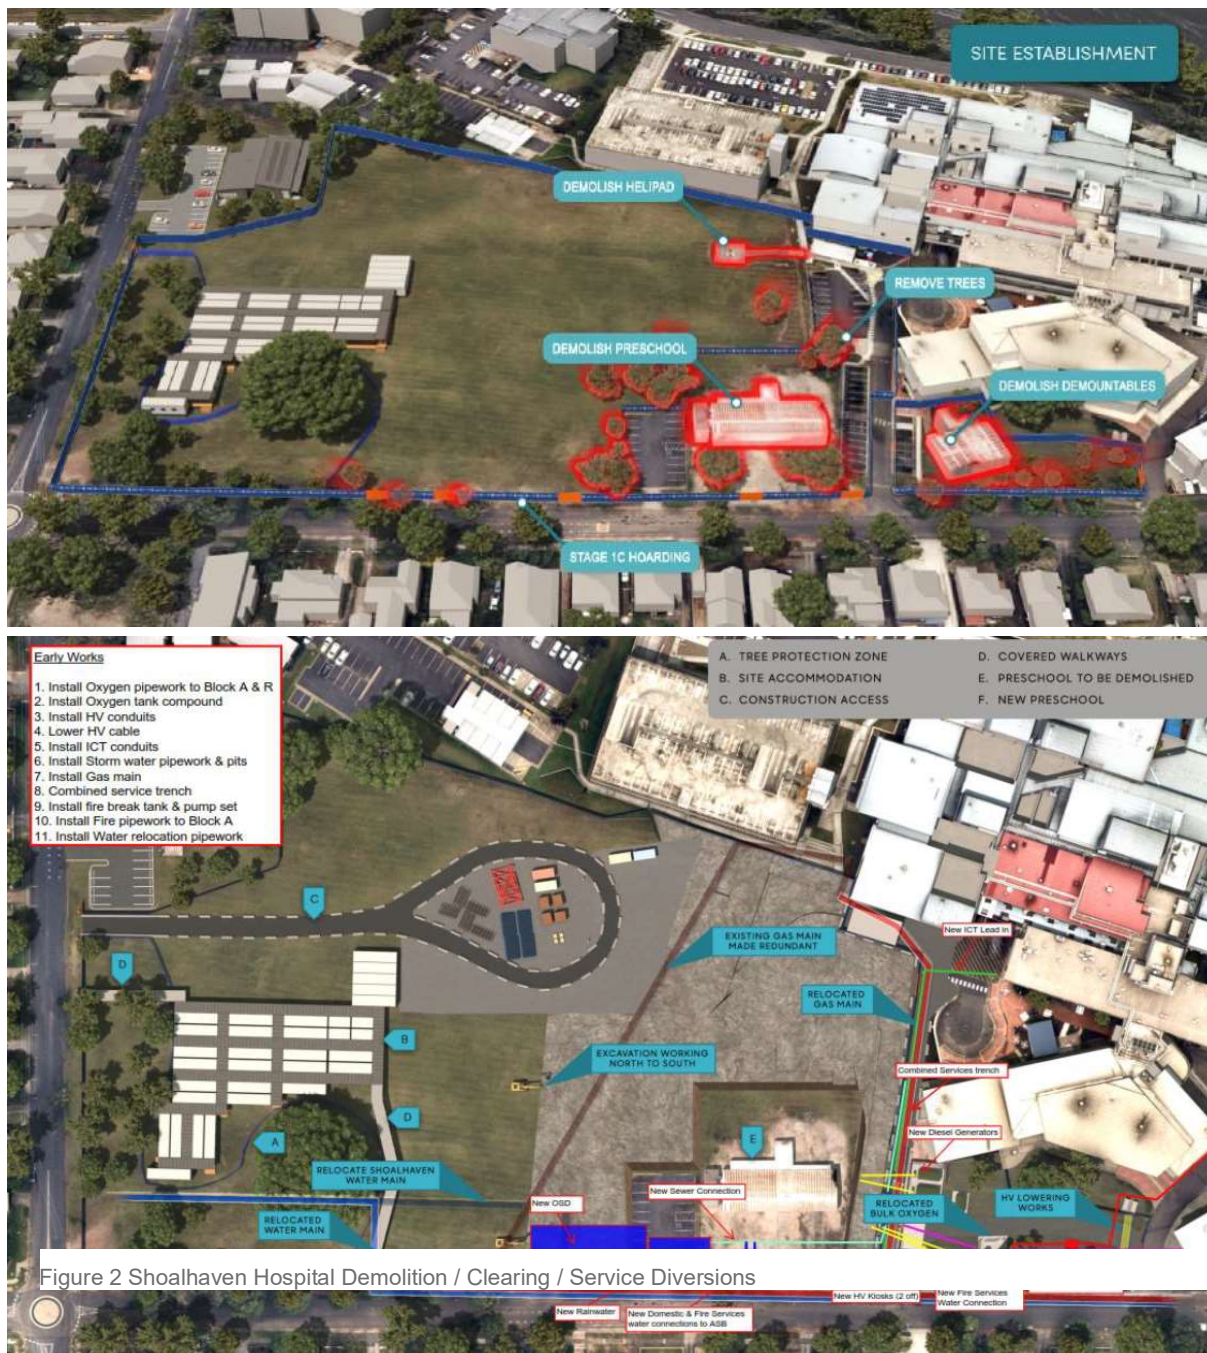 SITE ESTABLISHMENT
DEMOLISH HELIPAD
REMOVE TREES
DEMOLISH PRESCHOOL
DEMOLISH DEMOUNTABLES
STAGE 1C HOARDING
Early Works
1. Install Oxygen pipework to Block A & R
2. Install Oxygen tank compound
3. Install HV conduits
4. Lower HV cable
5. Install ICT conduits
6. Install Storm water pipework & pits
7. Install Gas main
8. Combined service trench
9. Install fire break tank & pump set
10. Install Fire pipework to Block A
11. Install Water relocation pipework
A. TREE PROTECTION ZONE
B. SITE ACCOMMODATION
C. CONSTRUCTION ACCESS
D. COVERED WALKWAYS
E. PRESCHOOL TO BE DEMOLISHED
F. NEW PRESCHOOL
C
New ICT Lead in
EXISTING GAS MAIN
MADE REDUNDANT
D
RELOCATED
GAS MAIN
B
EXCAVATION WORKING
NORTH TO SOUTH
Combined Services trench
D
A
E
New Diesel Generators
RELOCATE SHOALHAVEN
WATER MAIN
New Sewer Connection
New OSD
RELOCATED
BULK OXYGEN
HV LOWERING
WORKS
RELOCATED
WATER MAIN
Figure 2 Shoalhaven Hospital Demolition / Clearing / Service Diversions
New HV Kiosks (2 off)
New Fire Services
Water Connection
New Rainwater
New Domestic & Fire Services
water connections to ASB